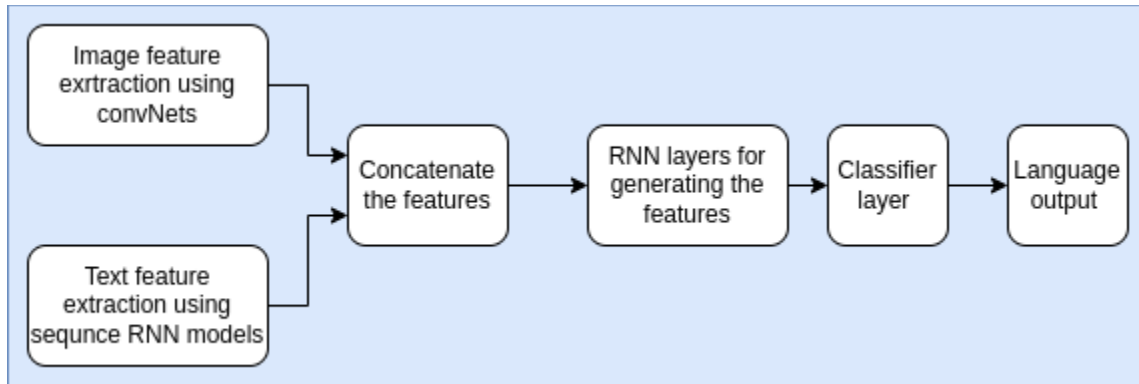 Image feature
exrtraction using
convNets
Text feature
extraction using
sequnce RNN models
Concatenate
the features
RNN layers for
generating the
features
Classifier
layer
Language
output